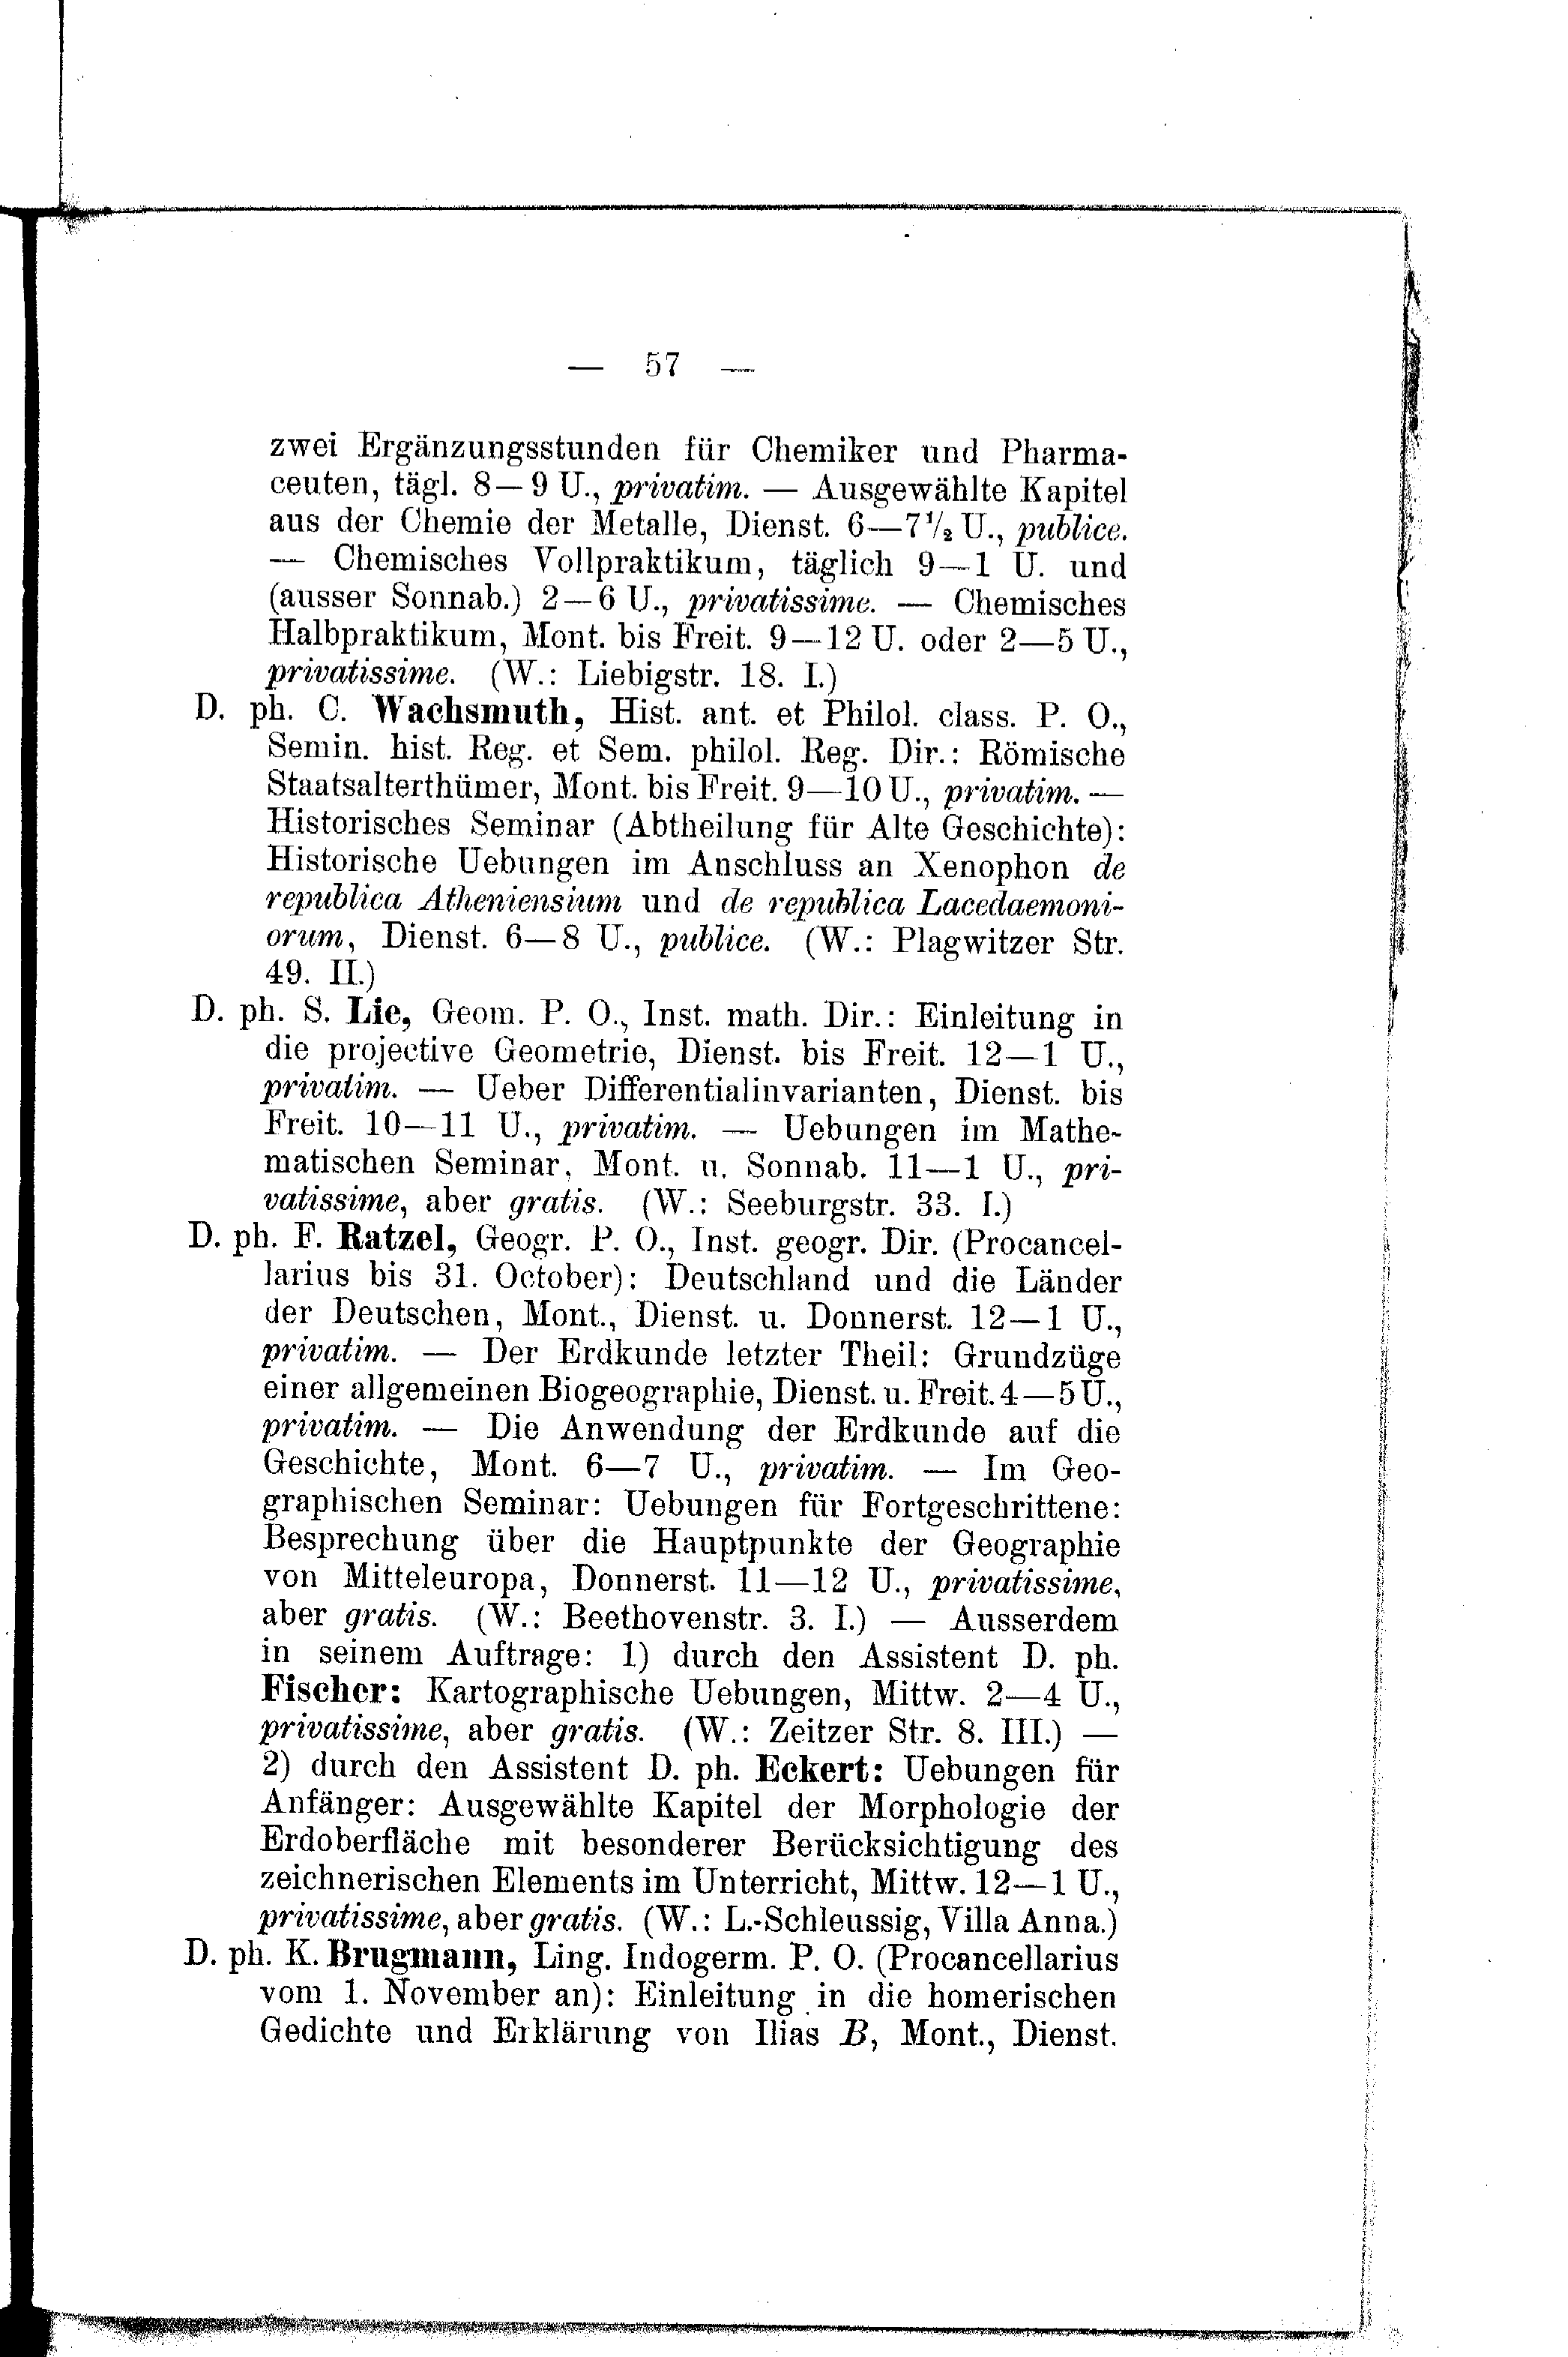 — 57 —
zwei Ergänzungsstunden für Chemiker und Pharma-
ceuten, tägl. 8—9 U., privatim. — Ausgewählte Kapitel
aus der Chemie der Metalle, Dienst. 6—7½ U., publice.
— Chemisches Vollpraktikum, täglich 9—1 U. und
(ausser Sonnab.) 2—6 U., privatissime. — Chemisches
Halbpraktikum, Mont. bis Freit. 9—12 U. oder 2—5 U.,
privatissime. (W.: Liebigstr. 18. I.)
D. ph. C. Wachsmuth, Hist. ant. et Philol. class. P. O.,
Semin. hist. Reg. et Sem. philol. Reg. Dir.: Römische
Staatsalterthümer, Mont. bis Freit. 9—10 U., privatim. —
Historisches Seminar (Abtheilung für Alte Geschichte):
Historische Uebungen im Anschluss an Xenophon de
republica Atheniensium und de republica Lacedaemoni-
orum, Dienst. 6—8 U., publice. (W.: Plagwitzer Str.
49. II.)
D. ph. S. Lie, Geom. P. O., Inst. math. Dir.: Einleitung in
die projective Geometrie, Dienst. bis Freit. 12—1 U.,
privatim. — Ueber Differentialinvarianten, Dienst. bis
Freit. 10—11 U., privatim. — Uebungen im Mathe-
matischen Seminar, Mont. u. Sonnab. 11—1 U., pri-
vatissime, aber gratis. (W.: Seeburgstr. 33. I.)
D. ph. F. Ratzel, Geogr. P. O., Inst. geogr. Dir. (Procancel-
larius bis 31. October): Deutschland und die Länder
der Deutschen, Mont., Dienst. u. Donnerst. 12—1 U.,
privatim. — Der Erdkunde letzter Theil: Grundzüge
einer allgemeinen Biogeographie, Dienst. u. Freit. 4—5 U.,
privatim. — Die Anwendung der Erdkunde auf die
Geschichte, Mont. 6—7 U., privatim. — Im Geo-
graphischen Seminar: Uebungen für Fortgeschrittene:
Besprechung über die Hauptpunkte der Geographie
von Mitteleuropa, Donnerst. 11—12 U., privatissime,
aber gratis. (W.: Beethovenstr. 3. I.) — Ausserdem
in seinem Auftrage: 1) durch den Assistent D. ph.
Fischer: Kartographische Uebungen, Mittw. 2—4 U.,
privatissime, aber gratis. (W.: Zeitzer Str. 8. III.) —
2) durch den Assistent D. ph. Eckert: Uebungen für
Anfänger: Ausgewählte Kapitel der Morphologie der
Erdoberfläche mit besonderer Berücksichtigung des
zeichnerischen Elements im Unterricht, Mittw. 12—1 U.,
privatissime, aber gratis. (W.: L.-Schleussig, Villa Anna.)
D. ph. K. Brugmann, Ling. Indogerm. P. O. (Procancellarius
vom 1. November an): Einleitung in die homerischen
Gedichte und Erklärung von Ilias B, Mont., Dienst.